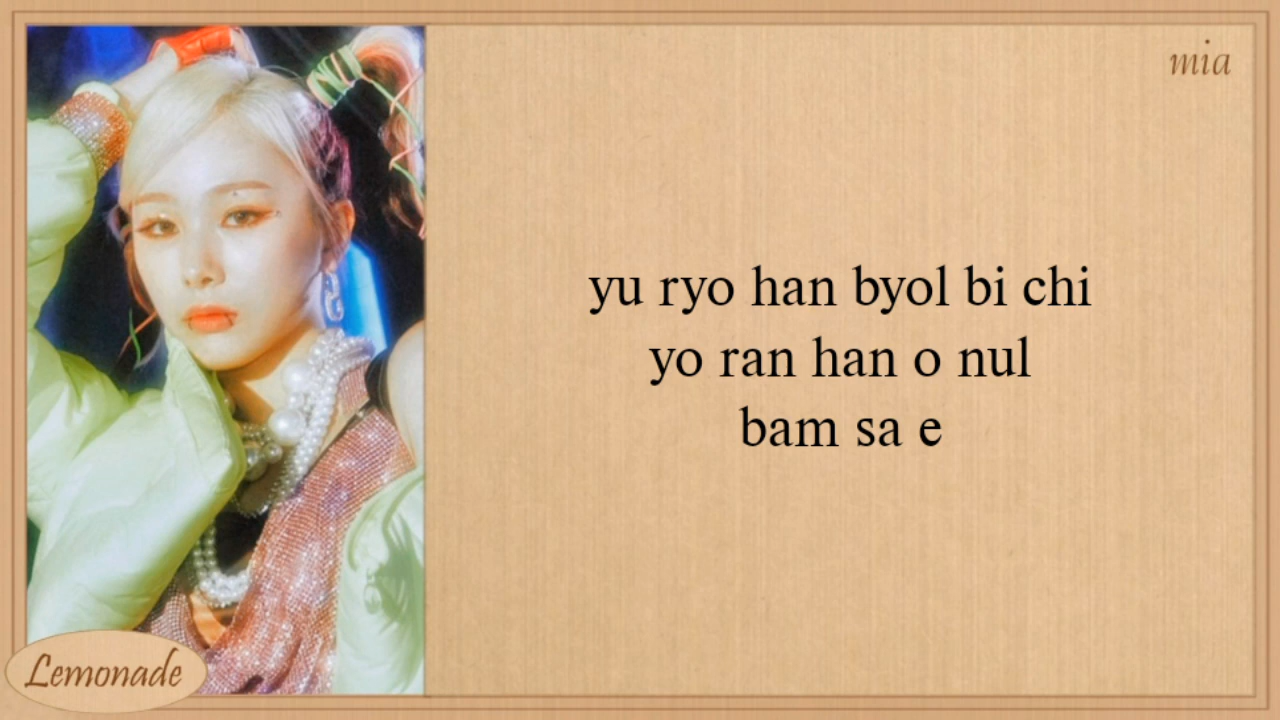 mia
yu ryo han byol bi chi
yo ran han o nul
bam sa e
Lemonade